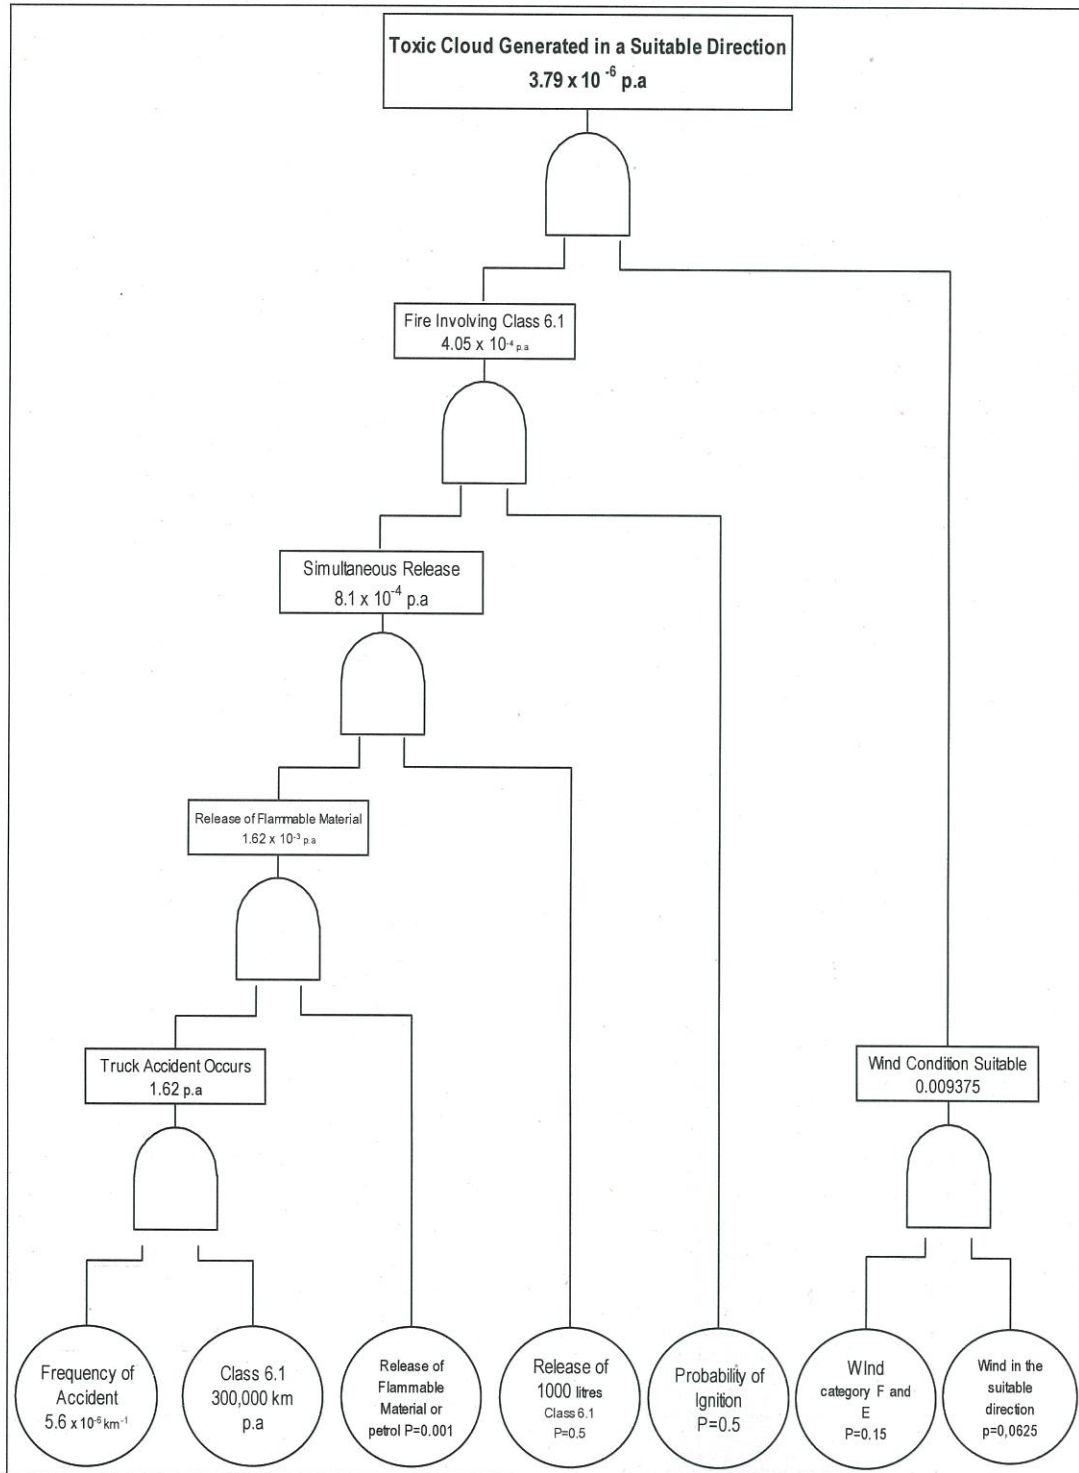 Toxic Cloud Generated in a Suitable Direction
3.79 x 10⁻⁶ p.a
Fire Involving Class 6.1
4.05 x 10⁻⁴ p.a
Simultaneous Release
8.1 x 10⁻⁴ p.a
Release of Flammable Material
1.62 x 10⁻³ p.a
Truck Accident Occurs
1.62 p.a
Wind Condition Suitable
0.009375
Frequency of
Accident
5.6 x 10⁻⁶ km⁻¹
Class 6.1
300,000 km
p.a
Release of
Flammable
Material or
petrol P=0.001
Release of
1000 litres
Class 6.1
P=0.5
Probability of
Ignition
P=0.5
WInd
category F and
E
P=0.15
Wind in the
suitable
direction
p=0,0625